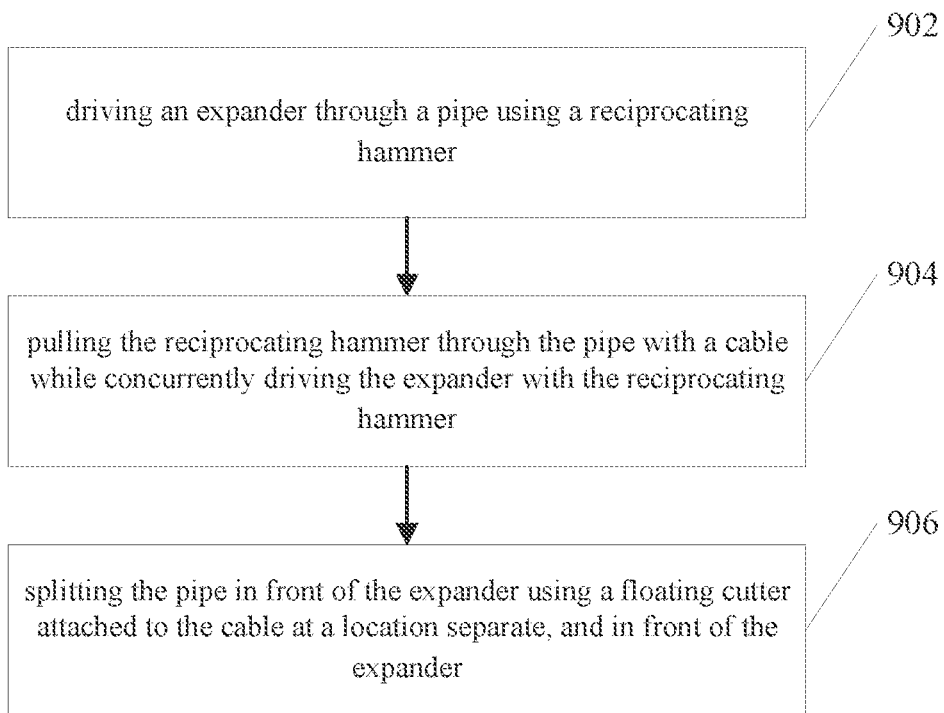 902
driving an expander through a pipe using a reciprocating
hammer
904
pulling the reciprocating hammer through the pipe with a cable
while concurrently driving the expander with the reciprocating
hammer
906
splitting the pipe in front of the expander using a floating cutter
attached to the cable at a location separate, and in front of the
expander